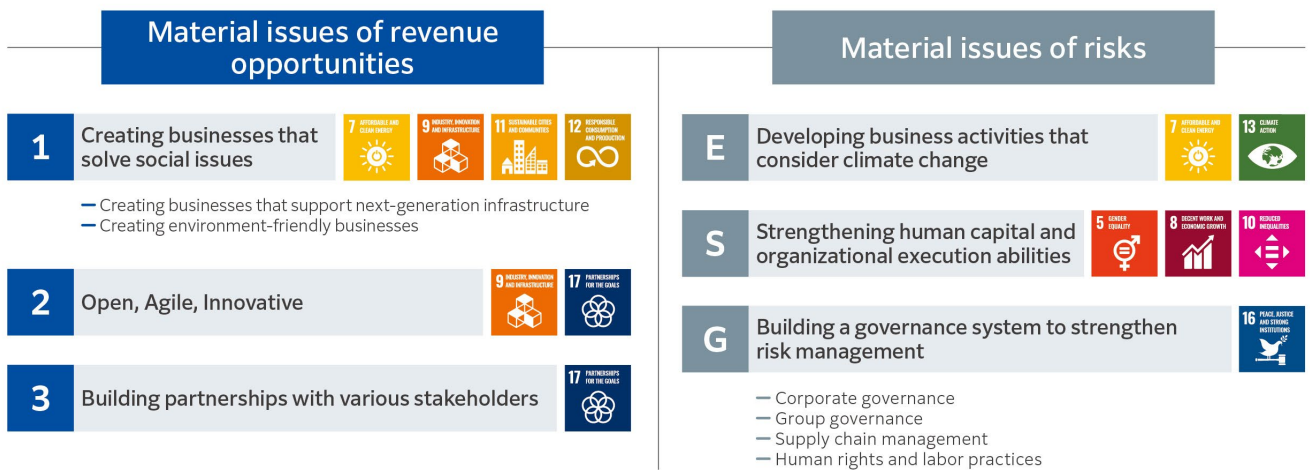 Material issues of revenue
opportunities
1
Creating businesses that
solve social issues
7 AFFORDABLE AND
CLEAN ENERGY
9 INDUSTRY, INNOVATION
AND INFRASTRUCTURE
11 SUSTAINABLE CITIES
AND COMMUNITIES
12 RESPONSIBLE
CONSUMPTION
AND PRODUCTION
— Creating businesses that support next-generation infrastructure
— Creating environment-friendly businesses
2
Open, Agile, Innovative
9 INDUSTRY, INNOVATION
AND INFRASTRUCTURE
17 PARTNERSHIPS
FOR THE GOALS
3
Building partnerships with various stakeholders
17 PARTNERSHIPS
FOR THE GOALS
Material issues of risks
E
Developing business activities that
consider climate change
7 AFFORDABLE AND
CLEAN ENERGY
13 CLIMATE
ACTION
S
Strengthening human capital and
organizational execution abilities
5 GENDER
EQUALITY
8 DECENT WORK AND
ECONOMIC GROWTH
10 REDUCED
INEQUALITIES
G
Building a governance system to strengthen
risk management
16 PEACE, JUSTICE
AND STRONG
INSTITUTIONS
— Corporate governance
— Group governance
— Supply chain management
— Human rights and labor practices